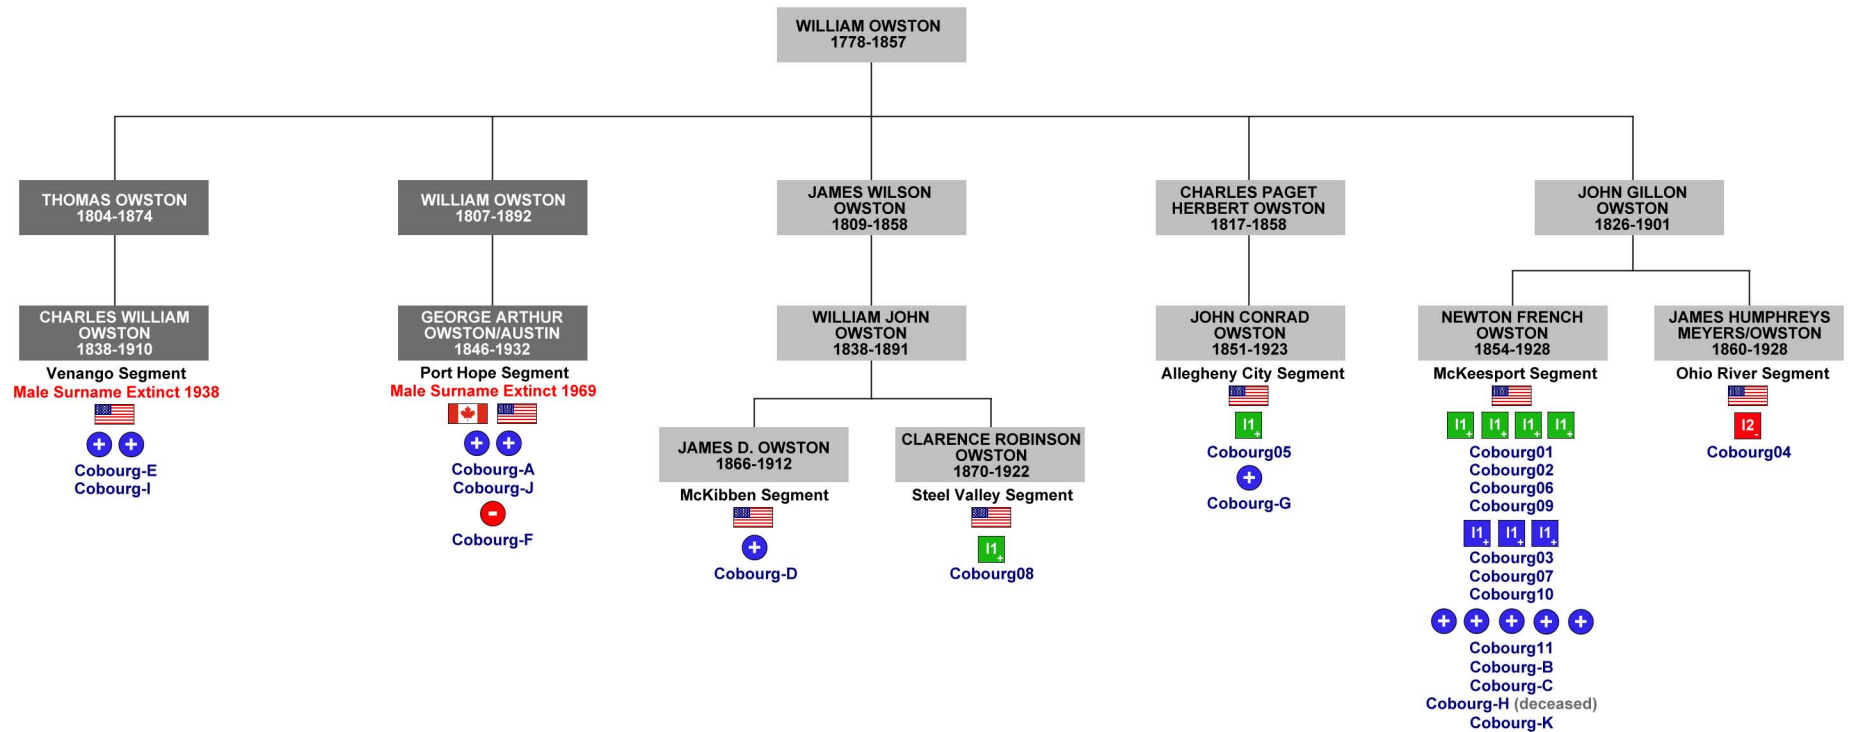 WILLIAM OWSTON
1778-1857
THOMAS OWSTON
1804-1874
WILLIAM OWSTON
1807-1892
JAMES WILSON
OWSTON
1809-1858
CHARLES PAGET
HERBERT OWSTON
1817-1858
JOHN GILLON
OWSTON
1826-1901
CHARLES WILLIAM
OWSTON
1838-1910
Venango Segment
Male Surname Extinct 1938
+ +
Cobourg-E
Cobourg-I
GEORGE ARTHUR
OWSTON/AUSTIN
1846-1932
Port Hope Segment
Male Surname Extinct 1969
+ +
Cobourg-A
Cobourg-J
-
Cobourg-F
WILLIAM JOHN
OWSTON
1838-1891
JAMES D. OWSTON
1866-1912
McKibben Segment
+
Cobourg-D
CLARENCE ROBINSON
OWSTON
1870-1922
Steel Valley Segment
I1+
Cobourg08
JOHN CONRAD
OWSTON
1851-1923
Allegheny City Segment
I1+
Cobourg05
+
Cobourg-G
NEWTON FRENCH
OWSTON
1854-1928
McKeesport Segment
I1+ I1+ I1+ I1+
Cobourg01
Cobourg02
Cobourg06
Cobourg09
I1+ I1+ I1+
Cobourg03
Cobourg07
Cobourg10
+ + + + +
Cobourg11
Cobourg-B
Cobourg-C
Cobourg-H (deceased)
Cobourg-K
JAMES HUMPHREYS
MEYERS/OWSTON
1860-1928
Ohio River Segment
I2-
Cobourg04